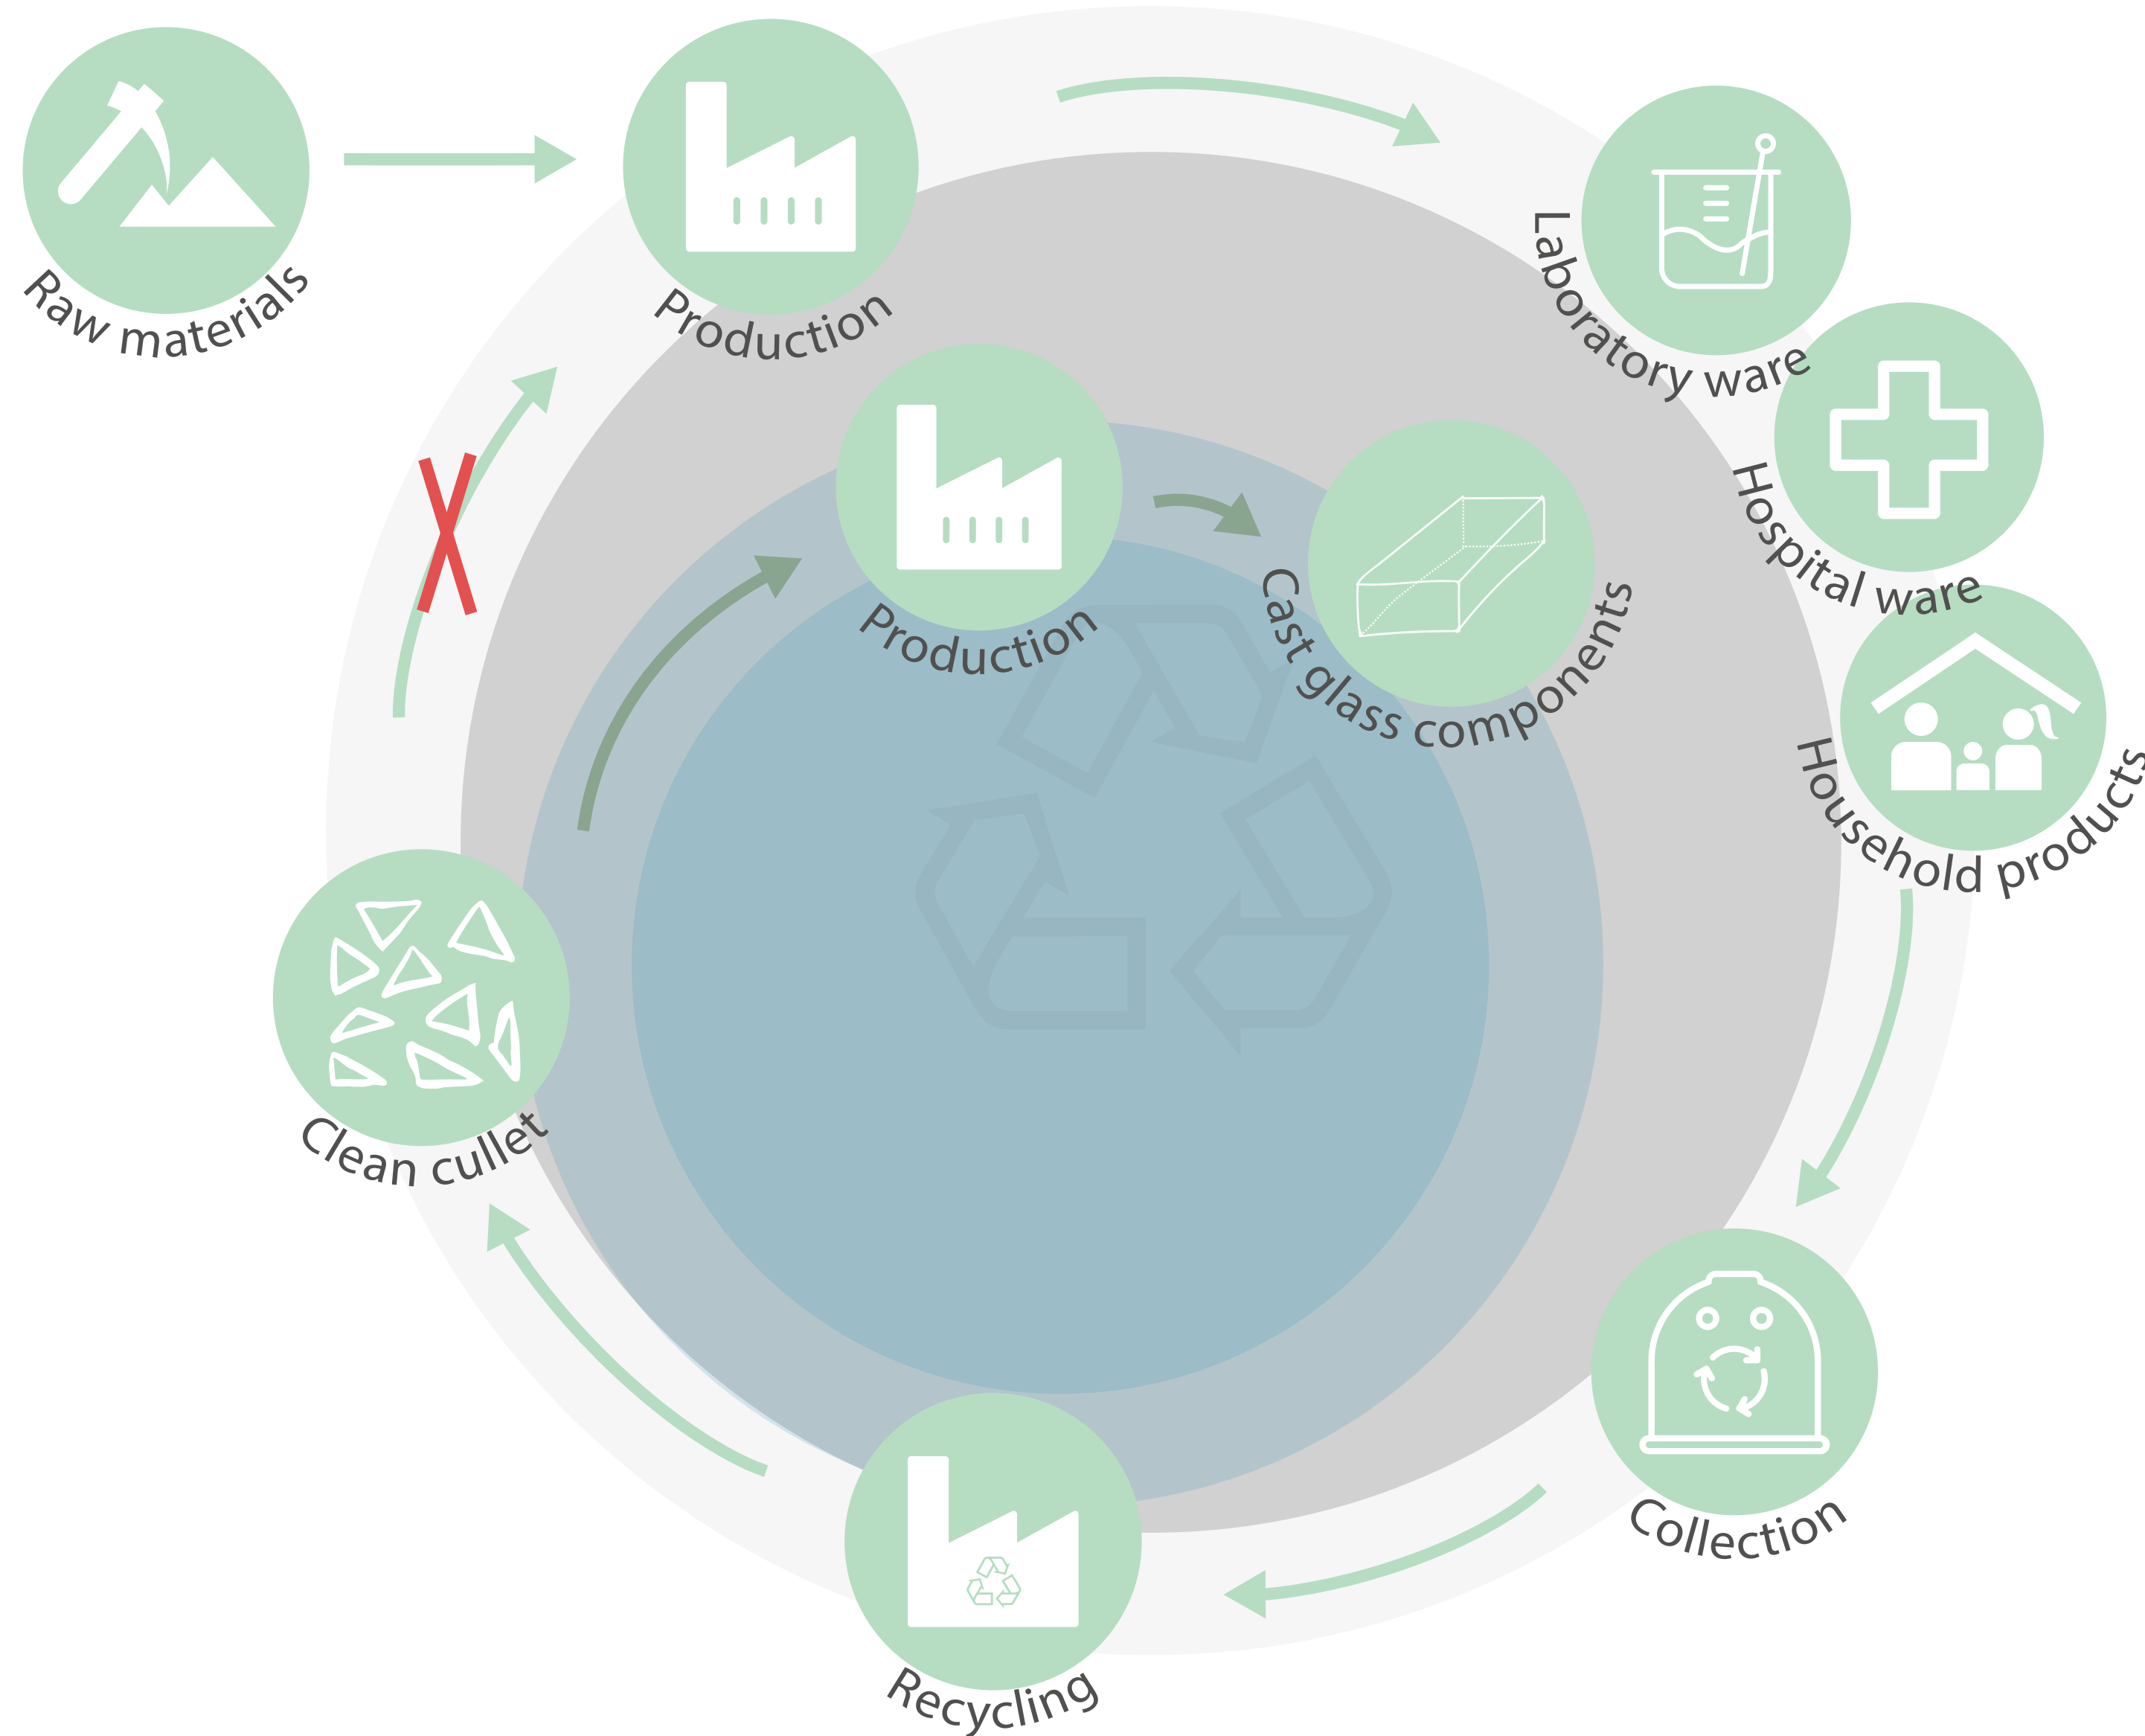 Raw materials
Production
Laboratory ware
Hospital ware
Production
Cast glass components
Household products
Clean cullet
Collection
Recycling